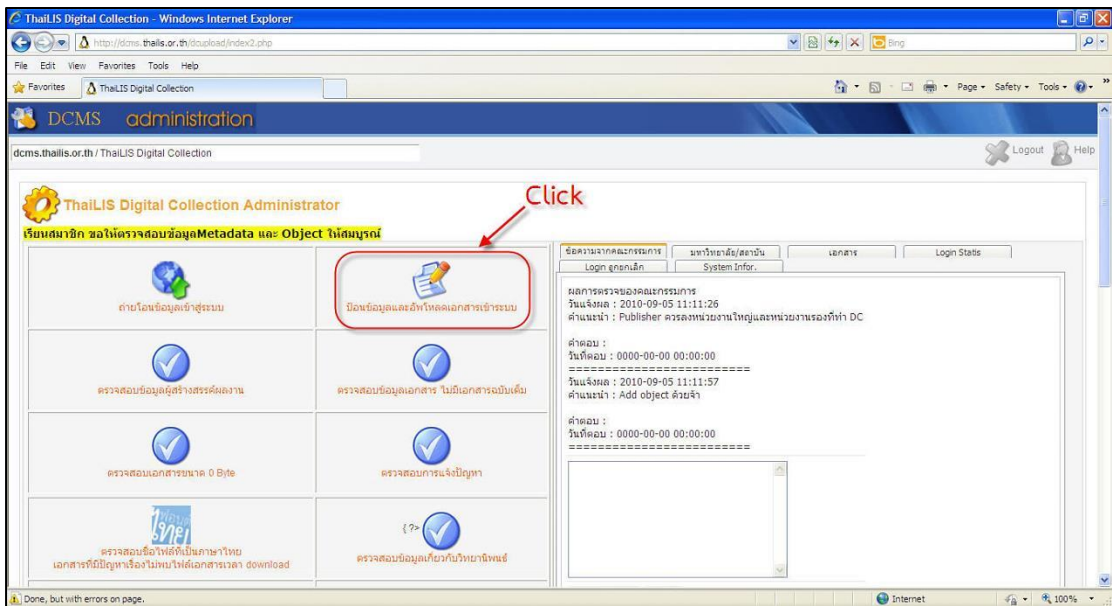 ThaiLIS Digital Collection - Windows Internet Explorer
http://dcms.thailis.or.th/dcupload/index2.php
Bing
File Edit View Favorites Tools Help
Favorites ThaiLIS Digital Collection
Page Safety Tools
DCMS administration
dcms.thailis.or.th / ThaiLIS Digital Collection
Logout Help
ThaiLIS Digital Collection Administrator
Click
เรียนสมาชิก ขอให้ตรวจสอบข้อมูลMetadata และ Object ให้สมบูรณ์
ถ่ายโอนข้อมูลเข้าสู่ระบบ
ป้อนข้อมูลและอัพโหลดเอกสารเข้าระบบ
ตรวจสอบข้อมูลผู้สร้างสรรค์ผลงาน
ตรวจสอบข้อมูลเอกสาร ไม่มีเอกสารฉบับเต็ม
ตรวจสอบเอกสารขนาด 0 Byte
ตรวจสอบการแจ้งปัญหา
ฟอนต์
ไทย
ตรวจสอบชื่อไฟล์ที่เป็นภาษาไทย
เอกสารที่มีปัญหาเรื่องไม่พบไฟล์เอกสารเวลา download
{ ?>
ตรวจสอบข้อมูลเกี่ยวกับวิทยานิพนธ์
ข้อความจากคณะกรรมการ มหาวิทยาลัย/สถาบัน เอกสาร Login Statis
Login ถูกยกเลิก System Infor.
ผลการตรวจของคณะกรรมการ
วันแจ้งผล : 2010-09-05 11:11:26
คำแนะนำ : Publisher ควรลงหน่วยงานใหญ่และหน่วยงานรองที่ทำ DC
คำตอบ :
วันที่ตอบ : 0000-00-00 00:00:00
==========================
วันแจ้งผล : 2010-09-05 11:11:57
คำแนะนำ : Add object ด้วยจ้า
คำตอบ :
วันที่ตอบ : 0000-00-00 00:00:00
==========================
Done, but with errors on page.
Internet
100%